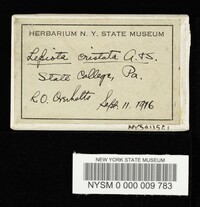 HERBARIUM N. Y. STATE MUSEUM
Lepiota cristata A.&S.
State College, Pa.
L.O. Overholts Sept. 11. 1916
NEW YORK STATE MUSEUM
NYSM 0 000 009 783